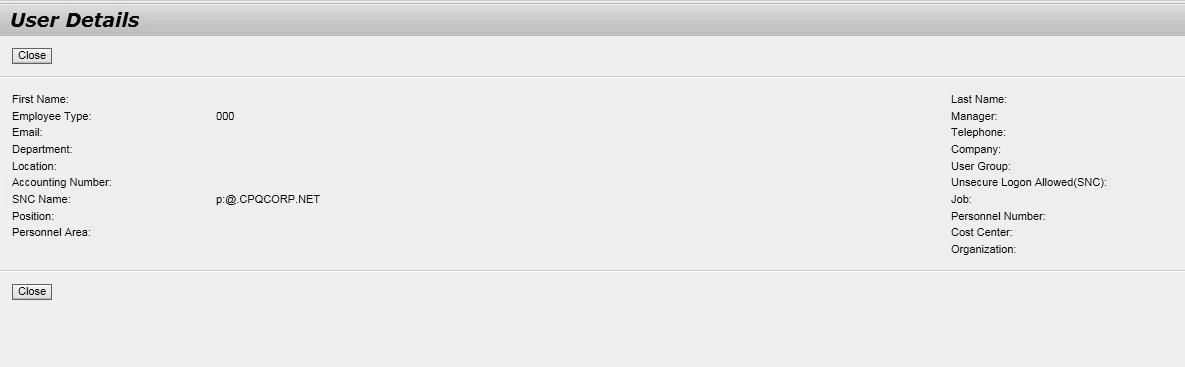 User Details
Close
First Name: Last Name:
Employee Type: 000 Manager:
Email: Telephone:
Department: Company:
Location: User Group:
Accounting Number: Unsecure Logon Allowed(SNC):
SNC Name: p:@.CPQCORP.NET Job:
Position: Personnel Number:
Personnel Area: Cost Center:
Organization:
Close